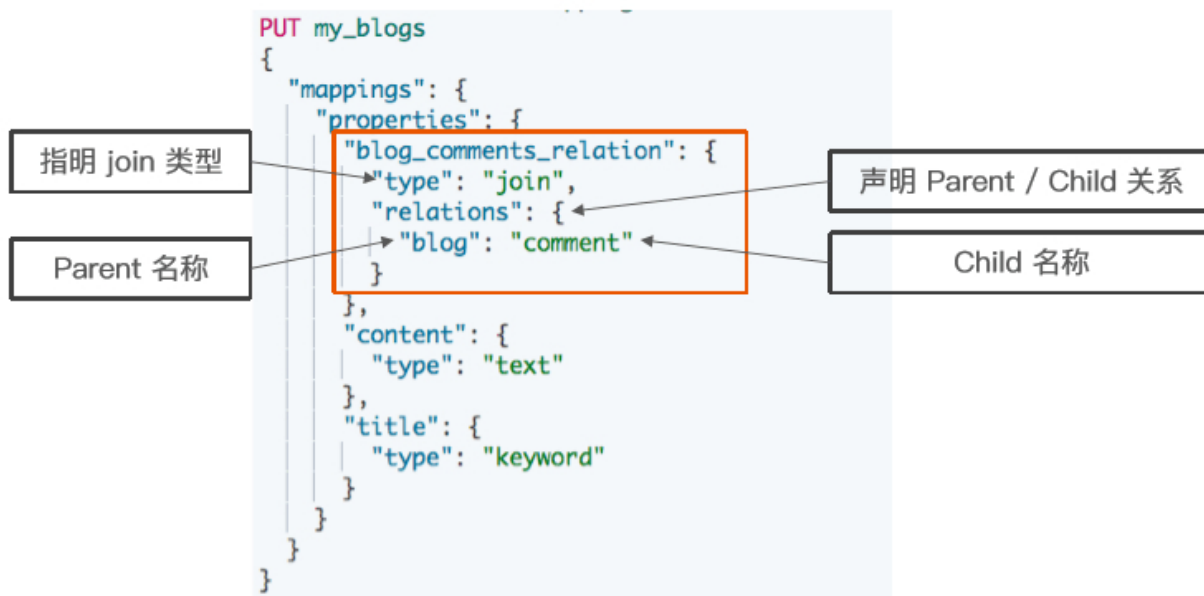 PUT my_blogs
{
"mappings": {
"properties": {
"blog_comments_relation": {
指明 join 类型
"type": "join",
声明 Parent / Child 关系
"relations": {
Parent 名称
"blog": "comment"
Child 名称
}
},
"content": {
"type": "text"
},
"title": {
"type": "keyword"
}
}
}
}